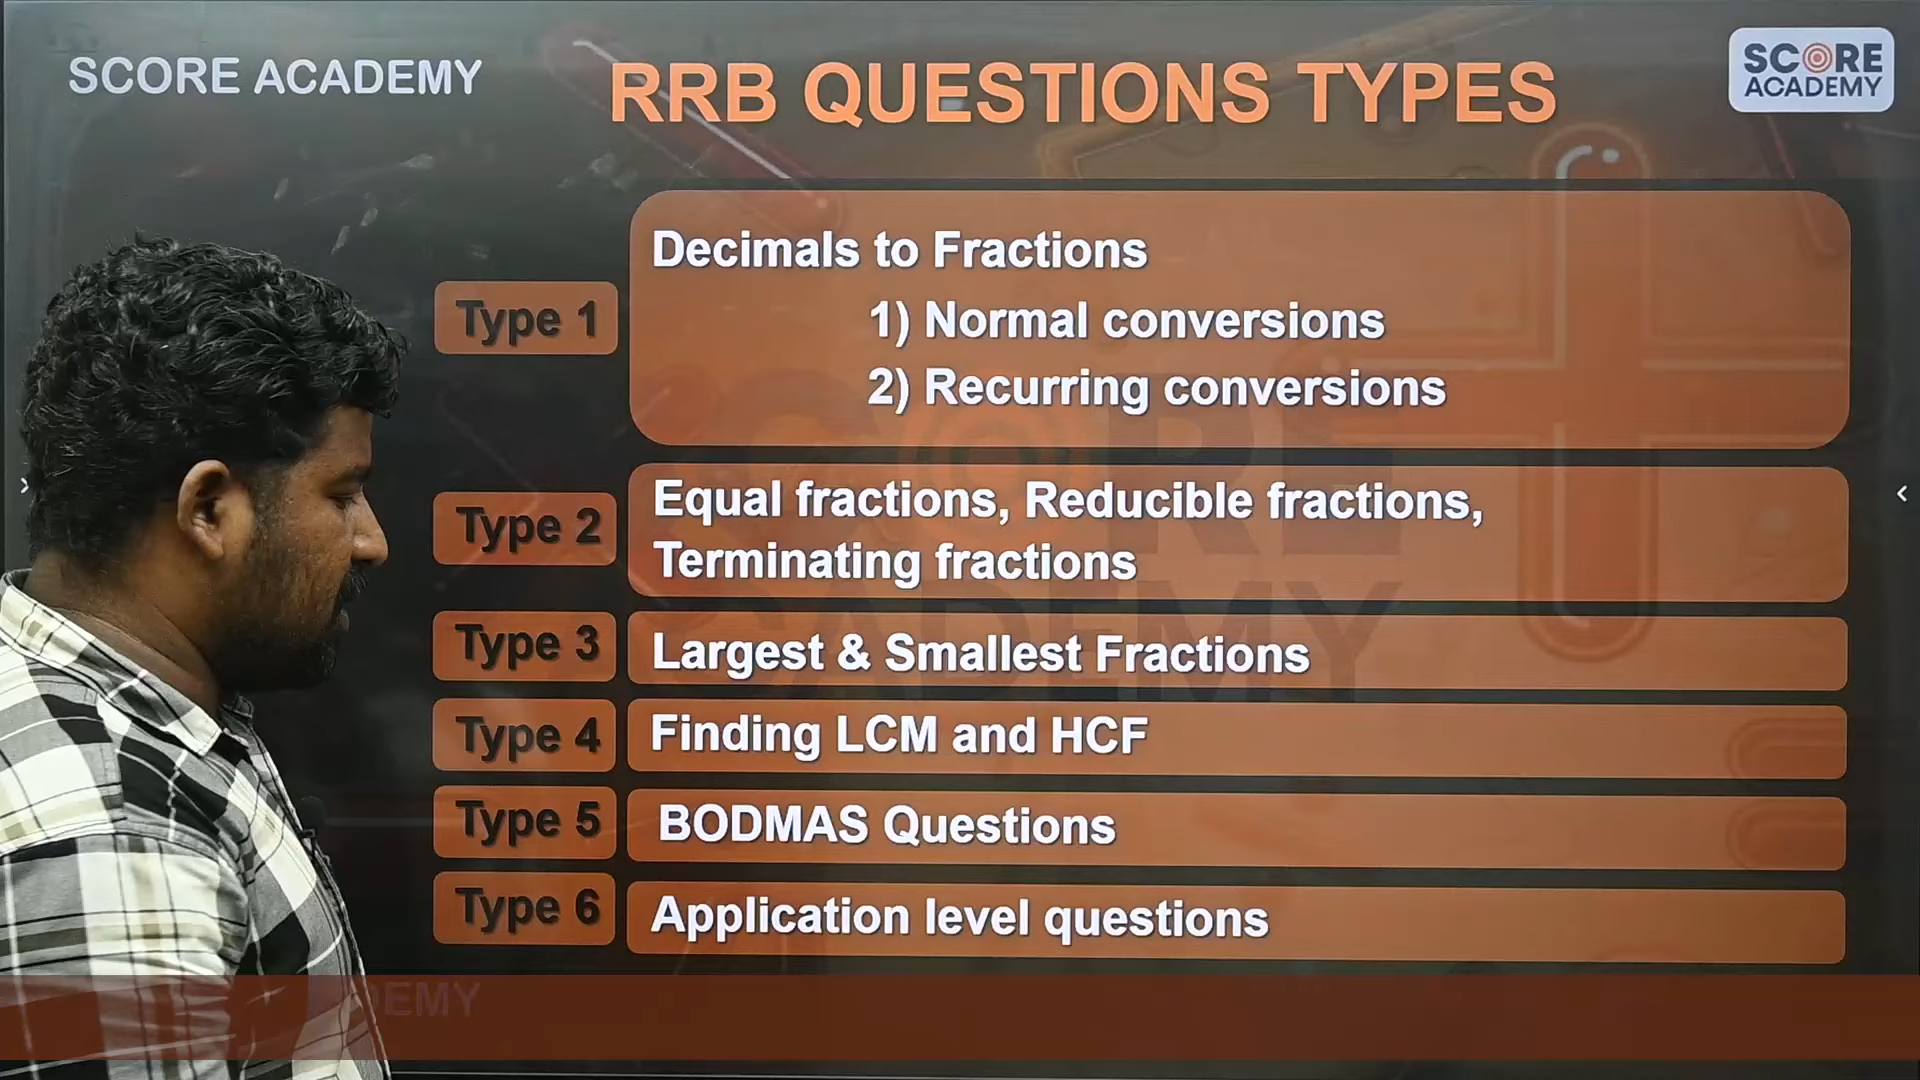 SCORE ACADEMY
RRB QUESTIONS TYPES
SCORE
ACADEMY
Type 1
Decimals to Fractions
1) Normal conversions
2) Recurring conversions
Type 2
Equal fractions, Reducible fractions,
Terminating fractions
Type 3
Largest & Smallest Fractions
Type 4
Finding LCM and HCF
Type 5
BODMAS Questions
Type 6
Application level questions
DEMY